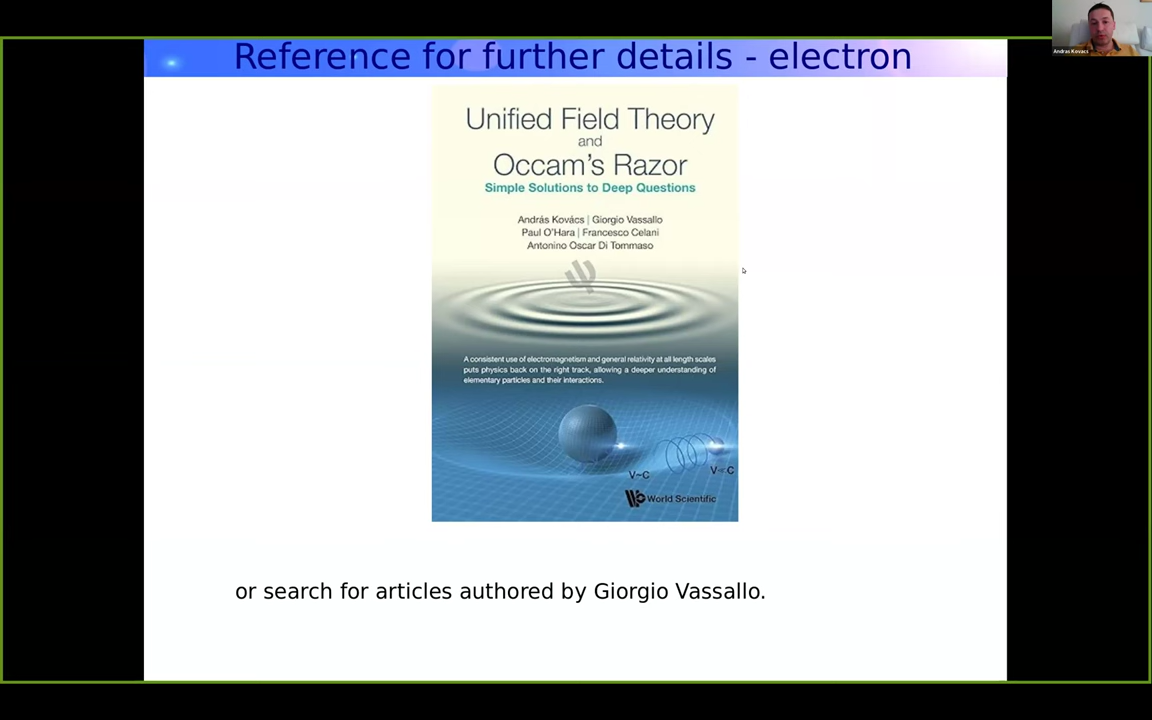 Reference for further details - electron
Andras Kovacs
Unified Field Theory
and
Occam's Razor
Simple Solutions to Deep Questions
András Kovács | Giorgio Vassallo
Paul O'Hara | Francesco Celani
Antonino Oscar Di Tommaso
ψ
A consistent use of electromagnetism and general relativity at all length scales
puts physics back on the right track, allowing a deeper understanding of
elementary particles and their interactions.
V~C
V<C
World Scientific
or search for articles authored by Giorgio Vassallo.